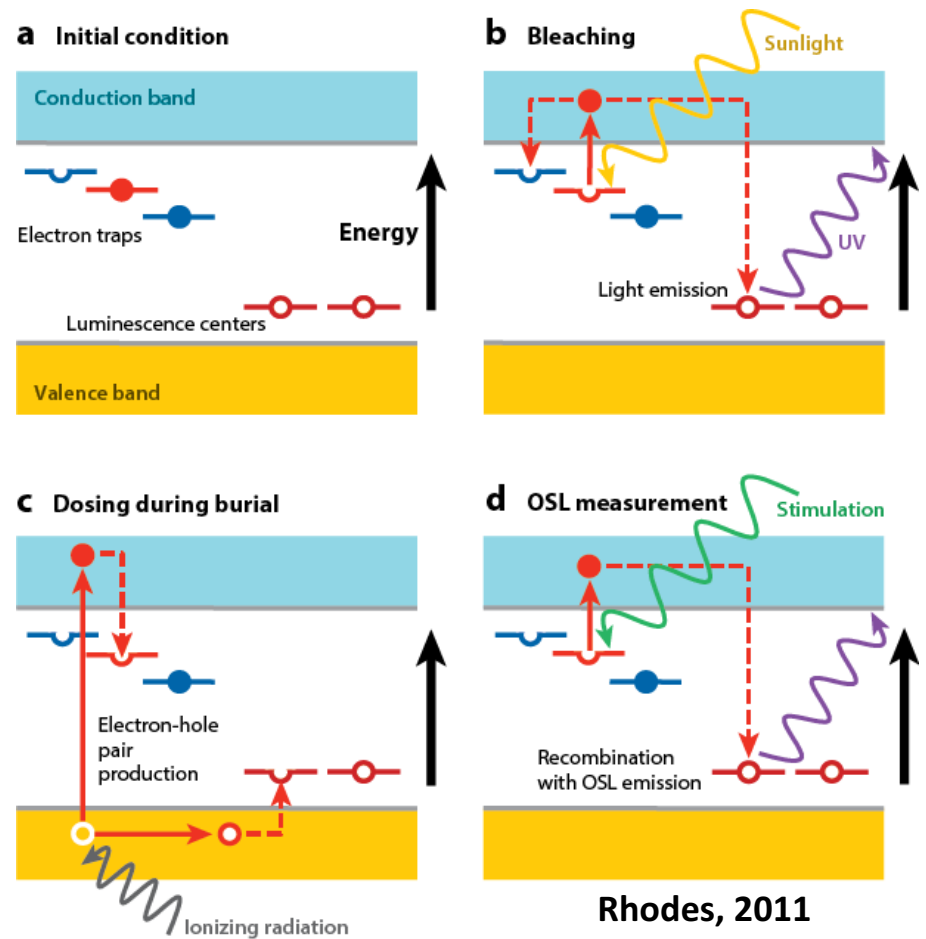 a Initial condition
Conduction band
Electron traps
Energy
Luminescence centers
Valence band
b Bleaching
Sunlight
UV
Light emission
c Dosing during burial
Electron-hole
pair
production
Ionizing radiation
d OSL measurement
Stimulation
Recombination
with OSL emission
Rhodes, 2011